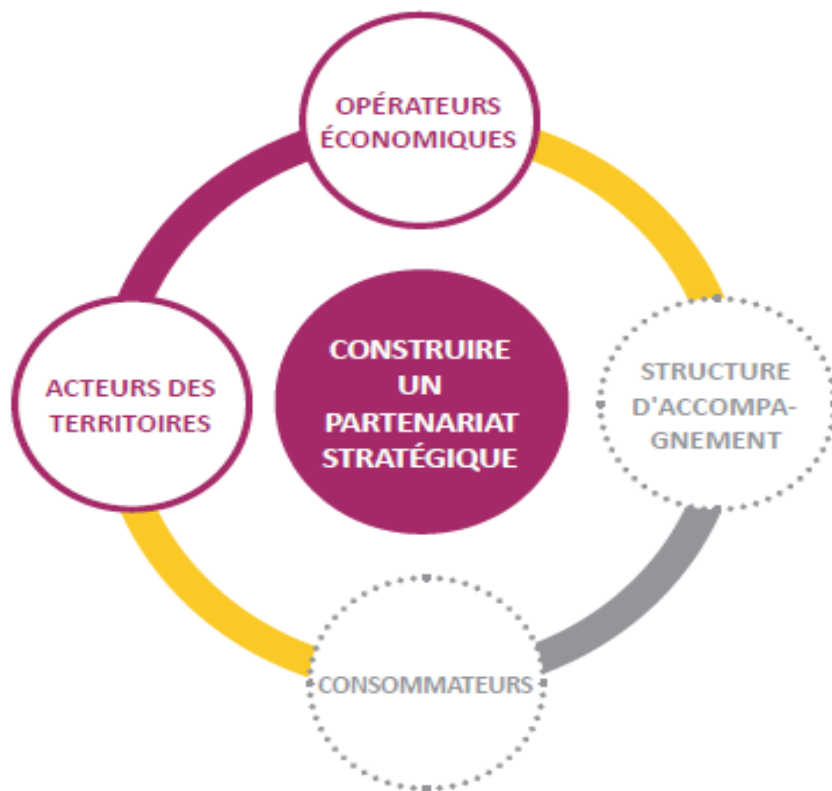 OPÉRATEURS
ÉCONOMIQUES
CONSTRUIRE
UN
PARTENARIAT
STRATÉGIQUE
ACTEURS DES
TERRITOIRES
STRUCTURE
D'ACCOMPA-
GNEMENT
CONSOMMATEURS